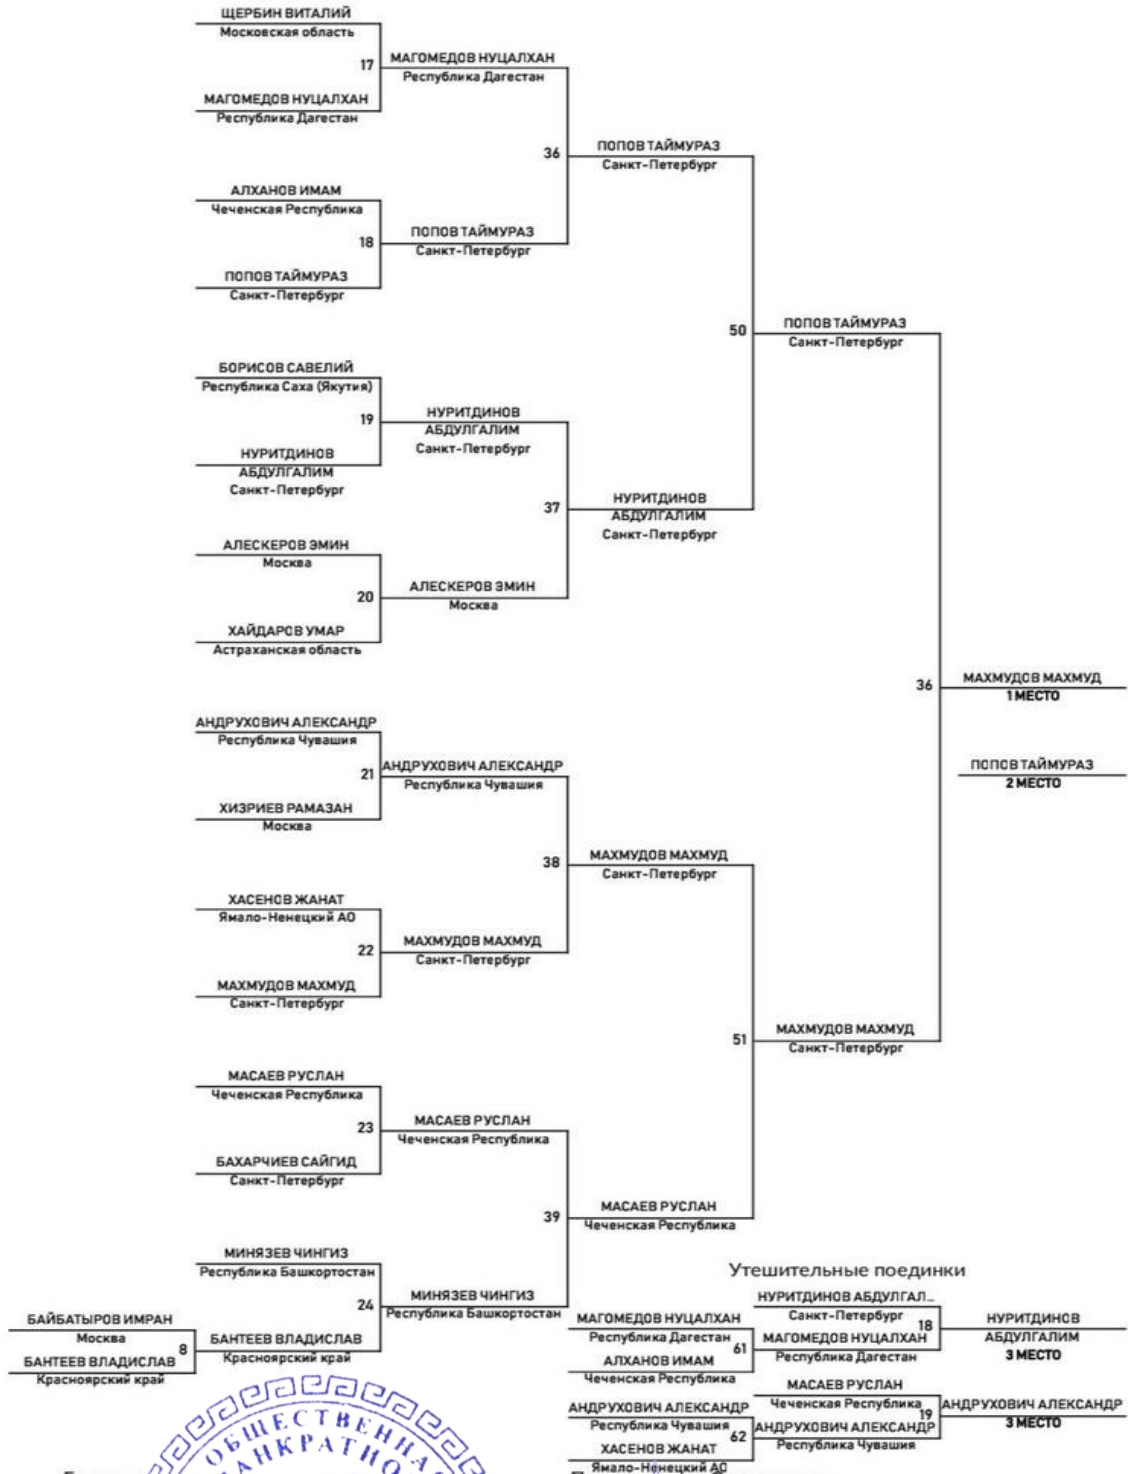 ЩЕРБИН ВИТАЛИЙ
Московская область
17
МАГОМЕДОВ НУЦАЛХАН
Республика Дагестан
МАГОМЕДОВ НУЦАЛХАН
Республика Дагестан
36
ПОПОВ ТАЙМУРАЗ
Санкт-Петербург
АЛХАНОВ ИМАМ
Чеченская Республика
18
ПОПОВ ТАЙМУРАЗ
Санкт-Петербург
ПОПОВ ТАЙМУРАЗ
Санкт-Петербург
50
ПОПОВ ТАЙМУРАЗ
Санкт-Петербург
БОРИСОВ САВЕЛИЙ
Республика Саха (Якутия)
19
НУРИТДИНОВ
АБДУЛГАЛИМ
Санкт-Петербург
НУРИТДИНОВ
АБДУЛГАЛИМ
Санкт-Петербург
37
НУРИТДИНОВ
АБДУЛГАЛИМ
Санкт-Петербург
АЛЕСКЕРОВ ЭМИН
Москва
20
АЛЕСКЕРОВ ЭМИН
Москва
ХАЙДАРОВ УМАР
Астраханская область
36
МАХМУДОВ МАХМУД
1 МЕСТО
ПОПОВ ТАЙМУРАЗ
2 МЕСТО
АНДРУХОВИЧ АЛЕКСАНДР
Республика Чувашия
21
АНДРУХОВИЧ АЛЕКСАНДР
Республика Чувашия
ХИЗРИЕВ РАМАЗАН
Москва
38
МАХМУДОВ МАХМУД
Санкт-Петербург
ХАСЕНОВ ЖАНАТ
Ямало-Ненецкий АО
22
МАХМУДОВ МАХМУД
Санкт-Петербург
МАХМУДОВ МАХМУД
Санкт-Петербург
51
МАХМУДОВ МАХМУД
Санкт-Петербург
МАСАЕВ РУСЛАН
Чеченская Республика
23
МАСАЕВ РУСЛАН
Чеченская Республика
БАХАРЧИЕВ САЙГИД
Санкт-Петербург
39
МАСАЕВ РУСЛАН
Чеченская Республика
МИНЯЗЕВ ЧИНГИЗ
Республика Башкортостан
24
МИНЯЗЕВ ЧИНГИЗ
Республика Башкортостан
БАЙБАТЫРОВ ИМРАН
Москва
8
БАНТЕЕВ ВЛАДИСЛАВ
Красноярский край
БАНТЕЕВ ВЛАДИСЛАВ
Красноярский край
Утешительные поединки
НУРИТДИНОВ АБДУЛГАЛ...
Санкт-Петербург
18
НУРИТДИНОВ
АБДУЛГАЛИМ
3 МЕСТО
МАГОМЕДОВ НУЦАЛХАН
Республика Дагестан
61
МАГОМЕДОВ НУЦАЛХАН
Республика Дагестан
АЛХАНОВ ИМАМ
Чеченская Республика
МАСАЕВ РУСЛАН
Чеченская Республика
19
АНДРУХОВИЧ АЛЕКСАНДР
3 МЕСТО
АНДРУХОВИЧ АЛЕКСАНДР
Республика Чувашия
62
АНДРУХОВИЧ АЛЕКСАНДР
Республика Чувашия
ХАСЕНОВ ЖАНАТ
Ямало-Ненецкий АО